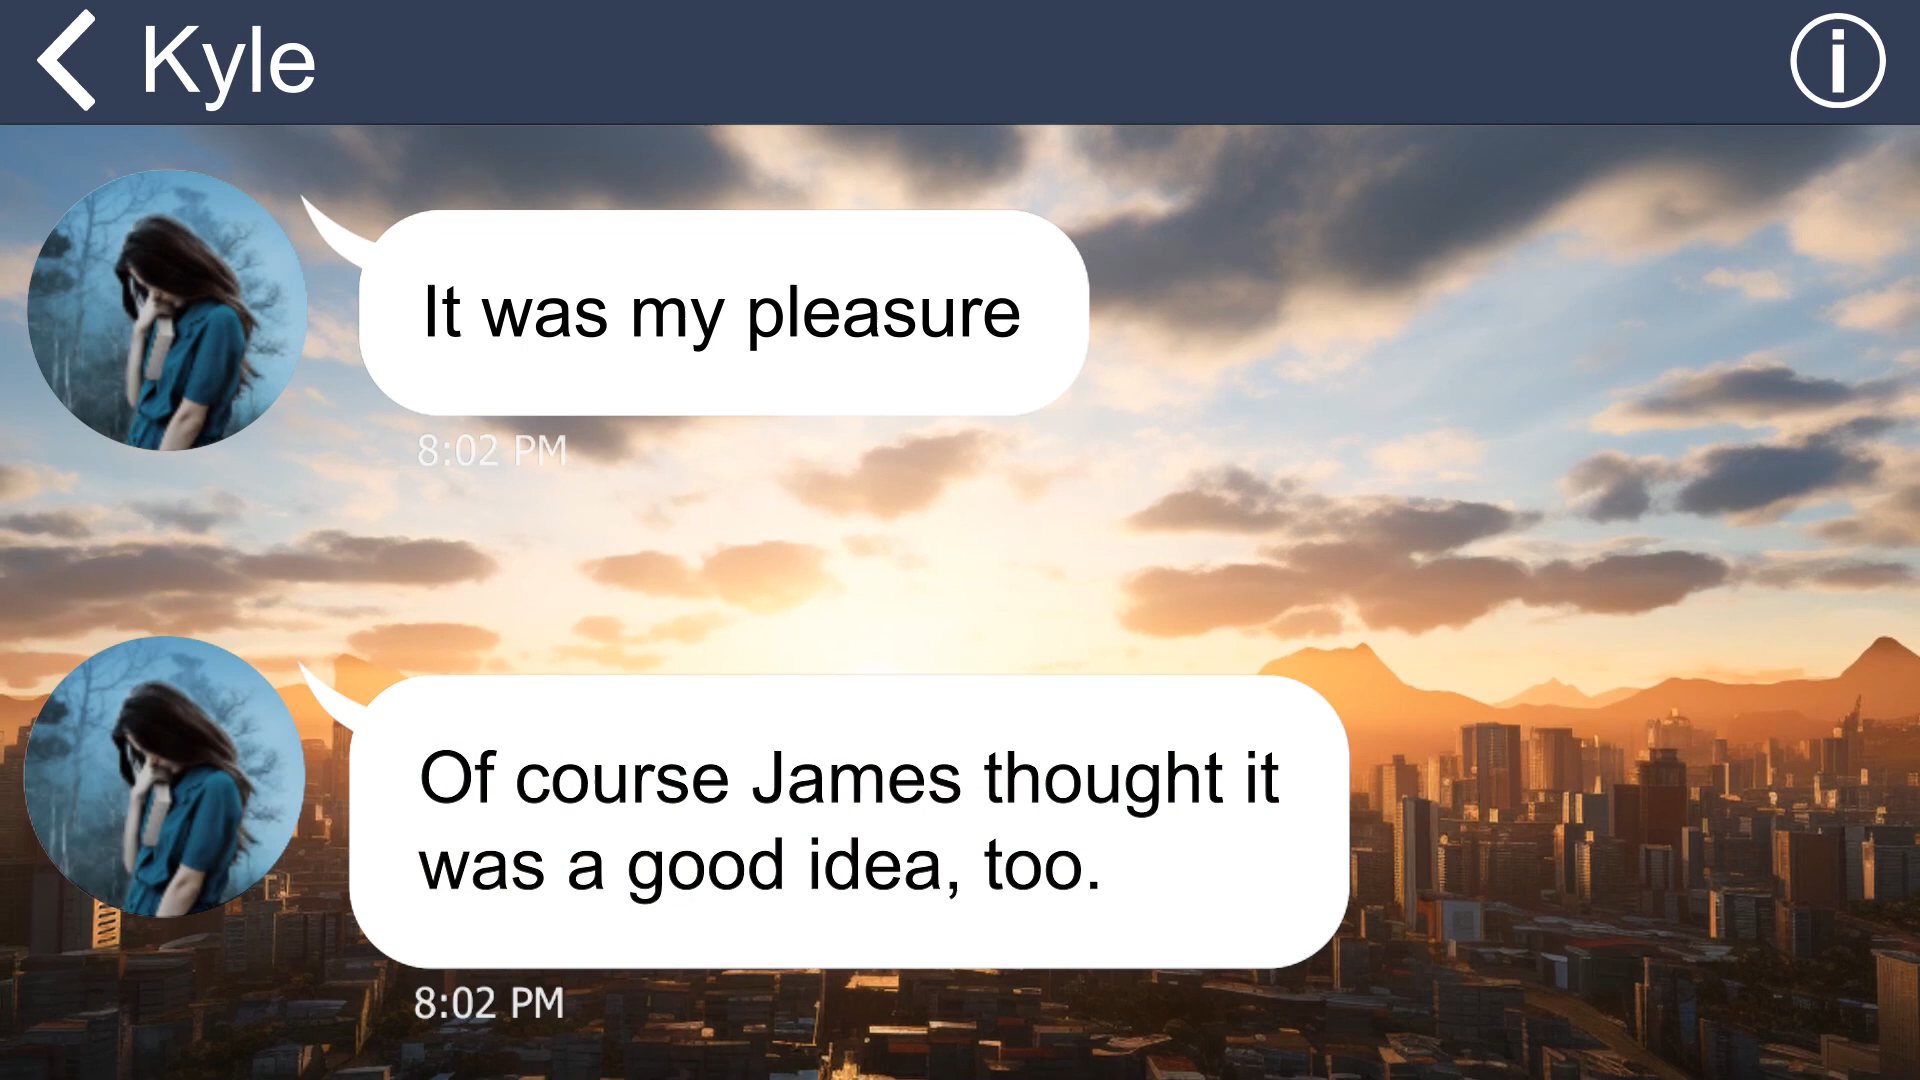 Kyle
It was my pleasure
8:02 PM
Of course James thought it
was a good idea, too.
8:02 PM